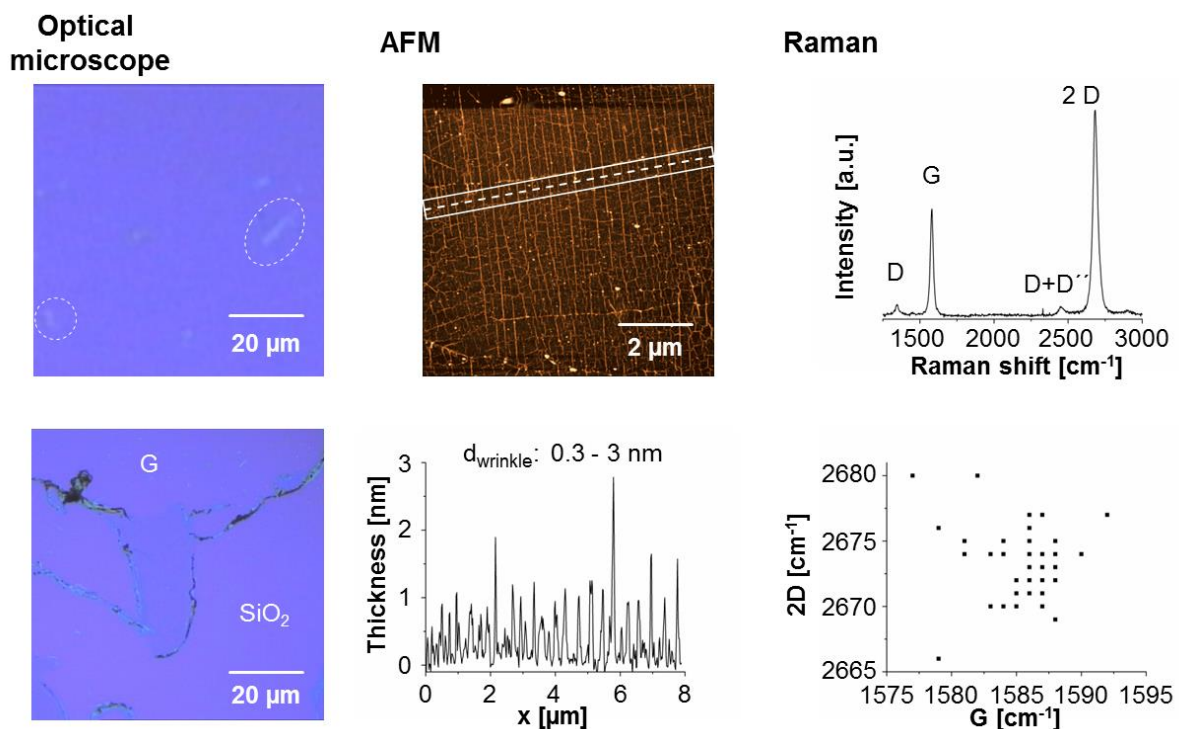 Optical
microscope
AFM
Raman
20 µm
2 µm
Intensity [a.u.]
D
G
D+D´´
2 D
1500 2000 2500 3000
Raman shift [cm⁻¹]
G
SiO₂
20 µm
d_wrinkle: 0.3 - 3 nm
Thickness [nm]
3
2
1
0
0 2 4 6 8
x [µm]
2D [cm⁻¹]
2680
2675
2670
2665
1575 1580 1585 1590 1595
G [cm⁻¹]